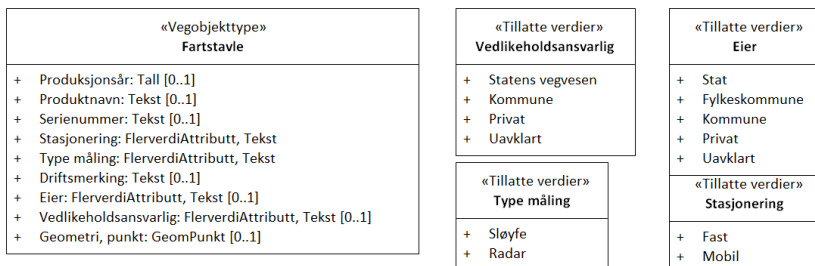 «Vegobjekttype»
Fartstavle
+ Produksjonsår: Tall [0..1]
+ Produktnavn: Tekst [0..1]
+ Serienummer: Tekst [0..1]
+ Stasjonering: FlerverdiAttributt, Tekst
+ Type måling: FlerverdiAttributt, Tekst
+ Driftsmerking: Tekst [0..1]
+ Eier: FlerverdiAttributt, Tekst [0..1]
+ Vedlikeholdsansvarlig: FlerverdiAttributt, Tekst [0..1]
+ Geometri, punkt: GeomPunkt [0..1]
«Tillatte verdier»
Vedlikeholdsansvarlig
+ Statens vegvesen
+ Kommune
+ Privat
+ Uavklart
«Tillatte verdier»
Type måling
+ Sløyfe
+ Radar
«Tillatte verdier»
Eier
+ Stat
+ Fylkeskommune
+ Kommune
+ Privat
+ Uavklart
«Tillatte verdier»
Stasjonering
+ Fast
+ Mobil